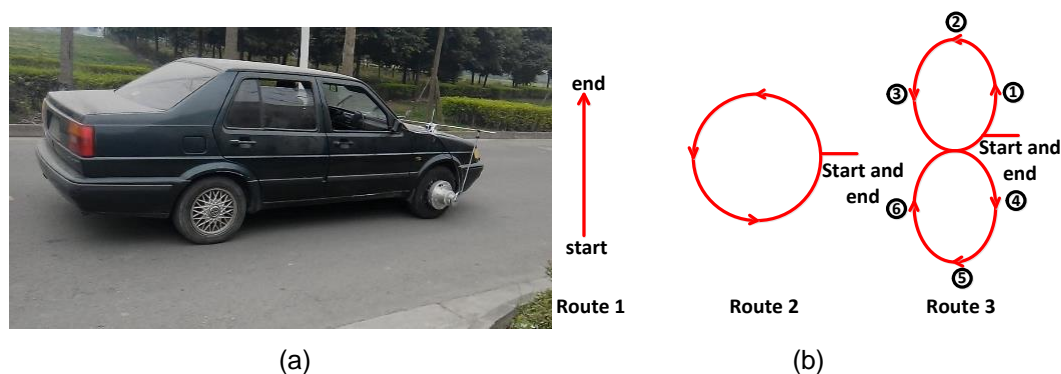 end
start
Route 1
Start and
end
Route 2
②
③
①
Start and
end
④
⑥
⑤
Route 3
(a)
(b)